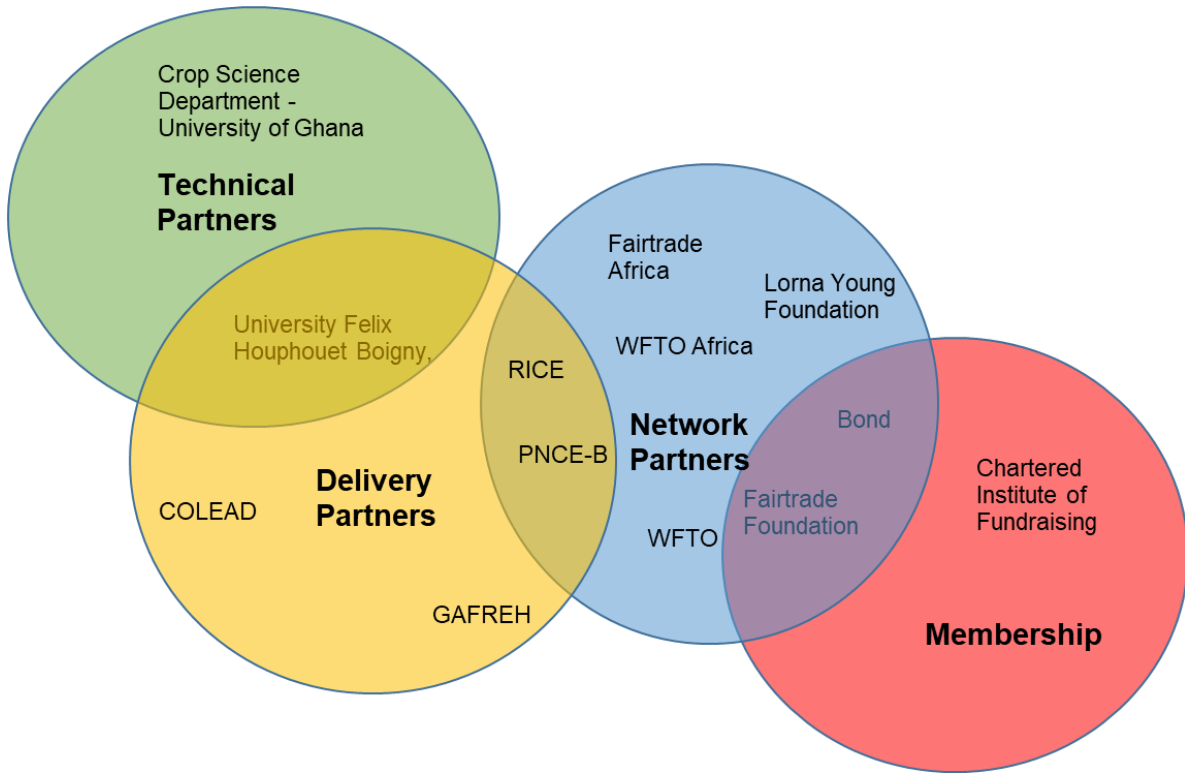 Crop Science
Department -
University of Ghana
Technical
Partners
University Felix
Houphouet Boigny,
Delivery
Partners
COLEAD
GAFREH
RICE
PNCE-B
Fairtrade
Africa
Lorna Young
Foundation
WFTO Africa
Network
Partners
WFTO
Bond
Fairtrade
Foundation
Chartered
Institute of
Fundraising
Membership